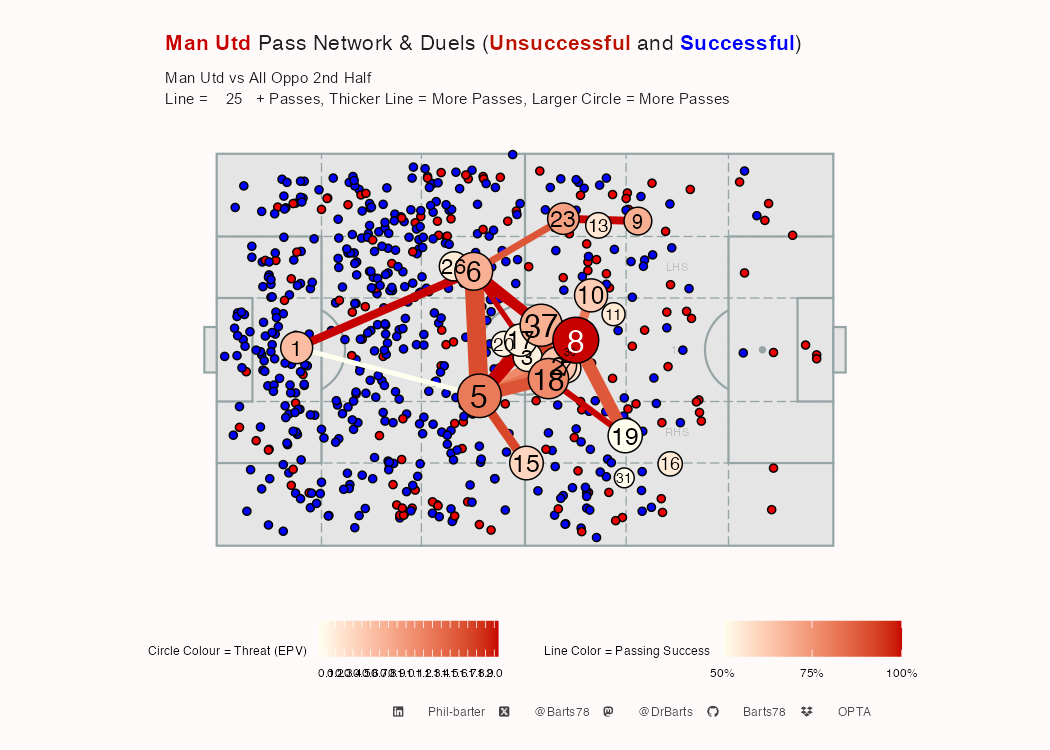 Man Utd Pass Network & Duels (Unsuccessful and Successful)
Man Utd vs All Oppo 2nd Half
Line = 25 + Passes, Thicker Line = More Passes, Larger Circle = More Passes
23
13
9
LHS
26
6
10
11
37
1
20
17
8
3
18
5
19
RHS
15
16
31
Circle Colour = Threat (EPV)
Line Color = Passing Success
50%
75%
100%
Phil-barter
@Barts78
@DrBarts
Barts78
OPTA